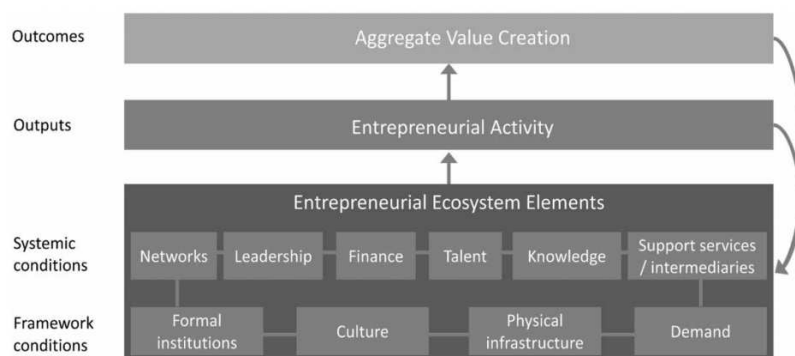 Outcomes
Aggregate Value Creation
Outputs
Entrepreneurial Activity
Entrepreneurial Ecosystem Elements
Systemic
conditions
Networks
Leadership
Finance
Talent
Knowledge
Support services
/ intermediaries
Framework
conditions
Formal
institutions
Culture
Physical
infrastructure
Demand